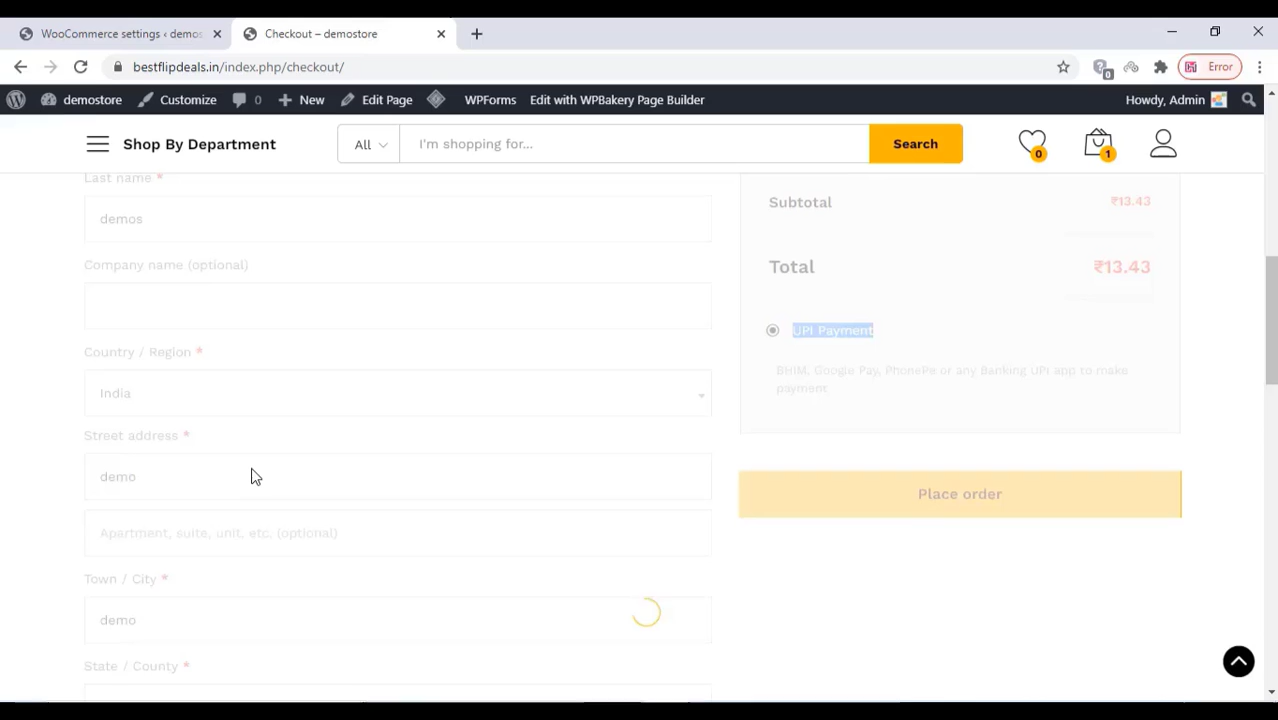 WooCommerce settings ‹ demos
Checkout – demostore
bestflipdeals.in/index.php/checkout/
0
Error
demostore
Customize
0
New
Edit Page
WPForms
Edit with WPBakery Page Builder
Howdy, Admin
Shop By Department
All
I'm shopping for...
Search
0
1
Last name *
demos
Company name (optional)
Country / Region *
India
Street address *
demo
Apartment, suite, unit, etc. (optional)
Town / City *
demo
State / County *
Subtotal
₹13.43
Total
₹13.43
UPI Payment
BHIM, Google Pay, PhonePe or any Banking UPI app to make
payment
Place order